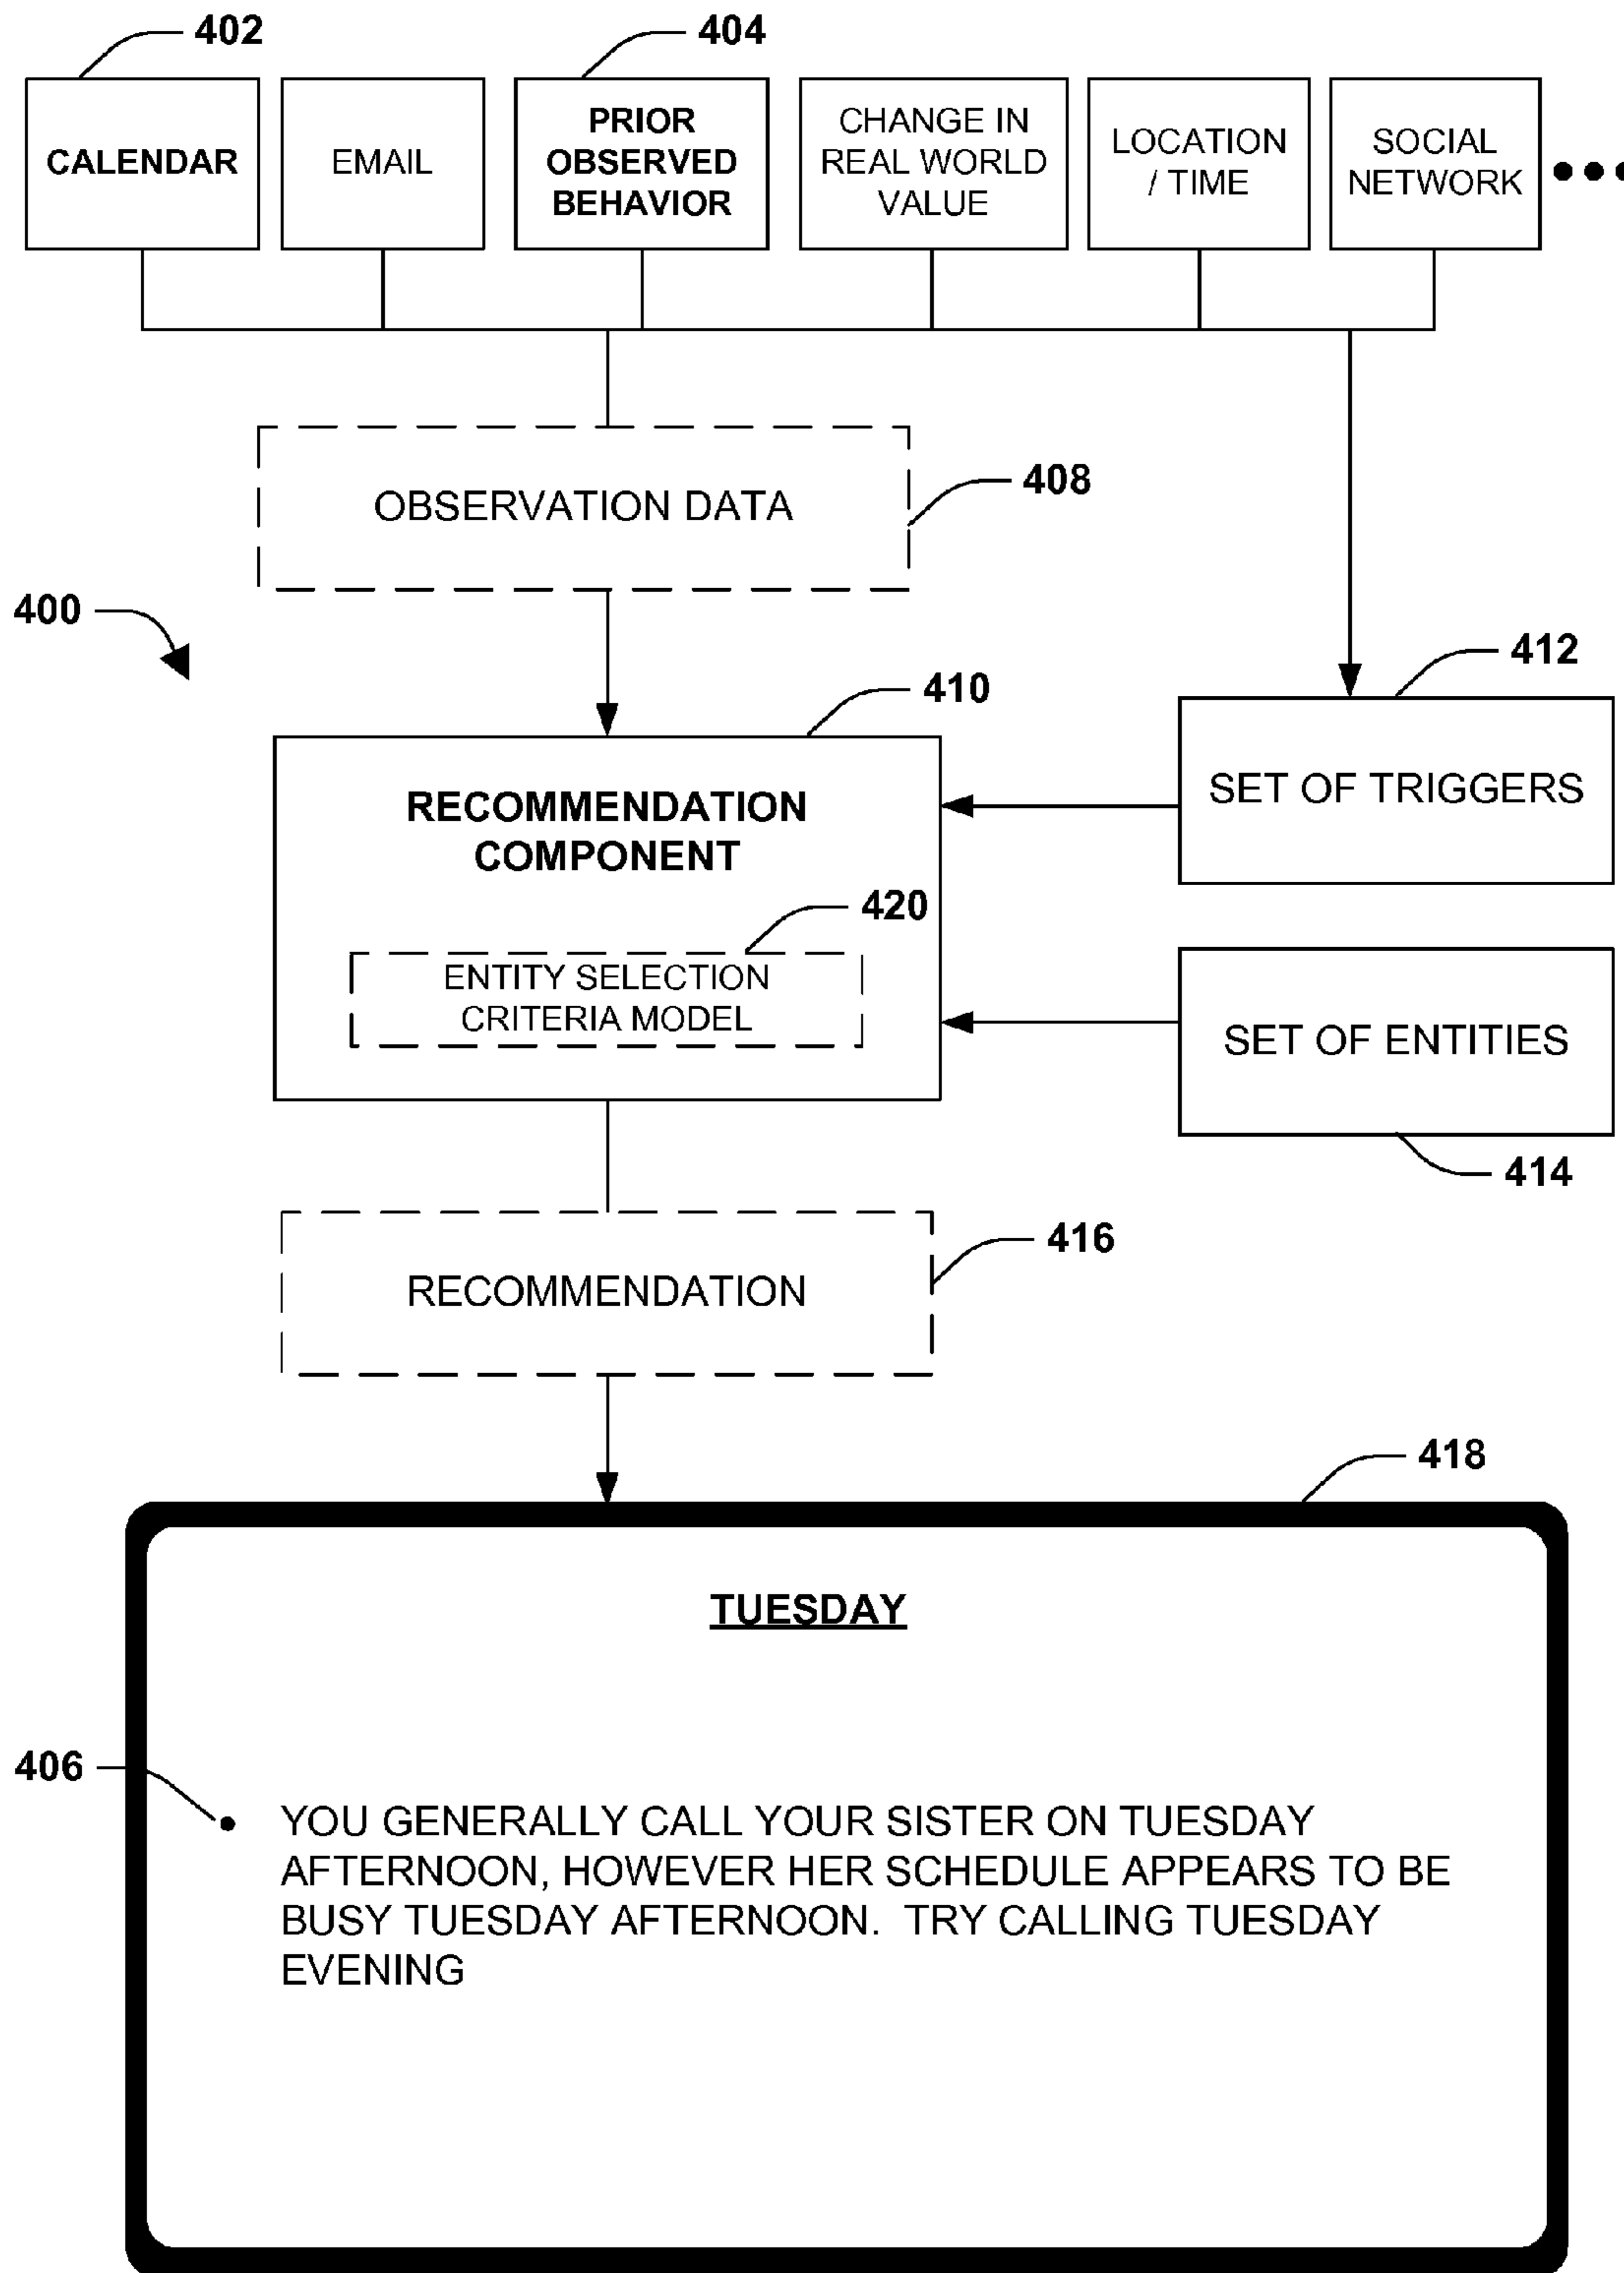 402
404
CALENDAR
EMAIL
PRIOR
OBSERVED
BEHAVIOR
CHANGE IN
REAL WORLD
VALUE
LOCATION
/ TIME
SOCIAL
NETWORK
OBSERVATION DATA
408
400
412
410
RECOMMENDATION
COMPONENT
SET OF TRIGGERS
420
ENTITY SELECTION
CRITERIA MODEL
SET OF ENTITIES
414
416
RECOMMENDATION
418
TUESDAY
406
• YOU GENERALLY CALL YOUR SISTER ON TUESDAY
AFTERNOON, HOWEVER HER SCHEDULE APPEARS TO BE
BUSY TUESDAY AFTERNOON. TRY CALLING TUESDAY
EVENING